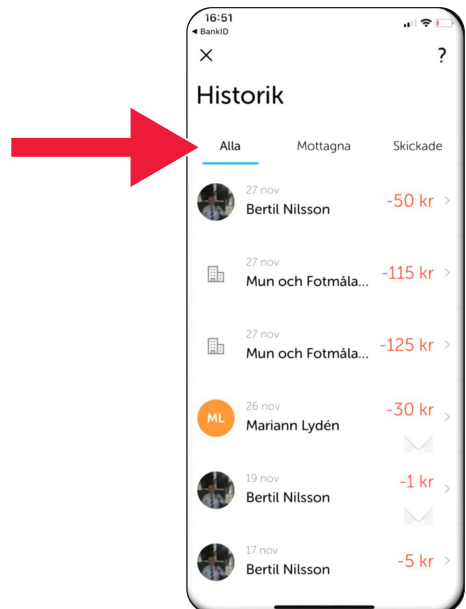 16:51
◀ BankID
?
Historik
Alla Mottagna Skickade
27 nov
Bertil Nilsson -50 kr
27 nov
Mun och Fotmåla... -115 kr
27 nov
Mun och Fotmåla... -125 kr
ML 26 nov
Mariann Lydén -30 kr
19 nov
Bertil Nilsson -1 kr
17 nov
Bertil Nilsson -5 kr